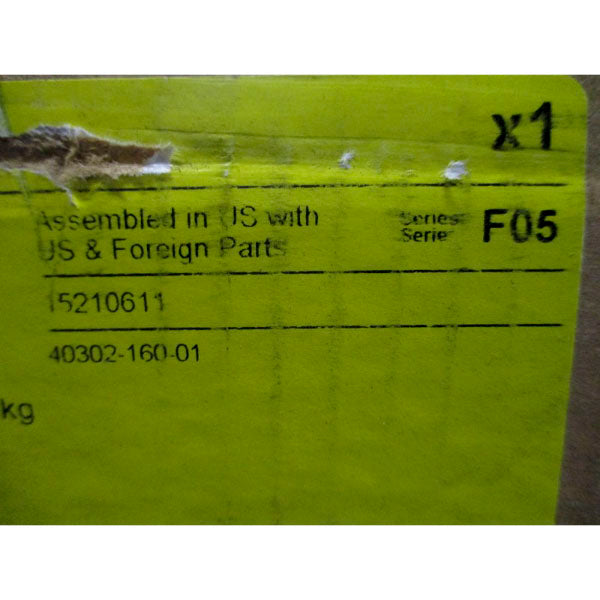 x1
Assembled in US with
US & Foreign Parts
Series
Serie
F05
15210611
40302-160-01
kg